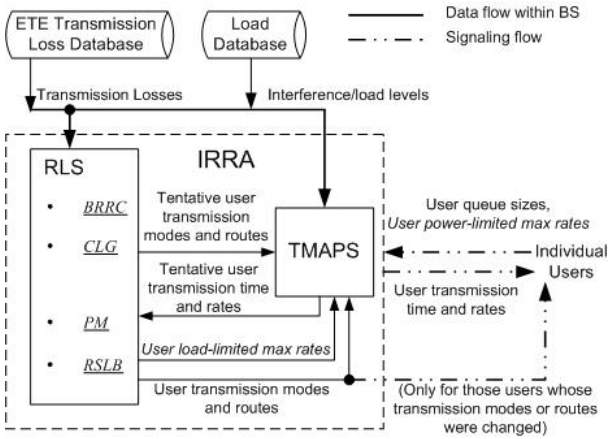 ETE Transmission
Loss Database
Load
Database
Data flow within BS
Signaling flow
Transmission Losses
Interference/load levels
IRRA
RLS
• BRRC
• CLG
• PM
• RSLB
Tentative user
transmission
modes and routes
TMAPS
Tentative user
transmission time
and rates
User load-limited max rates
User transmission modes
and routes
User queue sizes,
User power-limited max rates
Individual
Users
User transmission
time and rates
(Only for those users whose
transmission modes or routes
were changed)